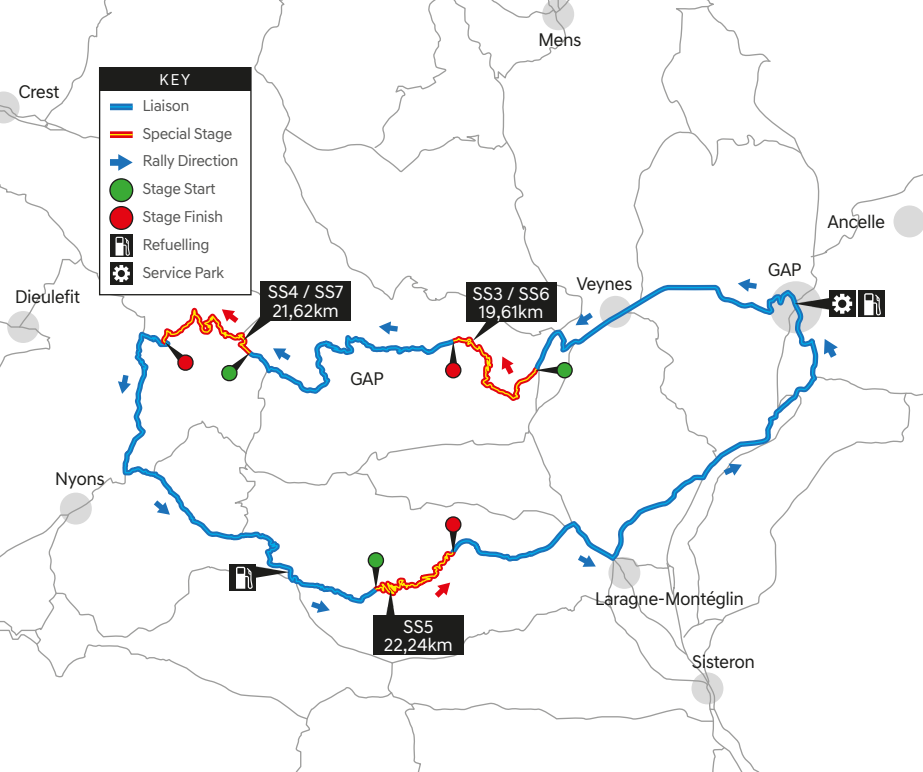 Mens
KEY
Liaison
Special Stage
Rally Direction
Stage Start
Stage Finish
Refuelling
Service Park
Crest
Ancelle
GAP
Veynes
Dieulefit
SS4 / SS7
21,62km
SS3 / SS6
19,61km
GAP
Nyons
Laragne-Montéglin
SS5
22,24km
Sisteron